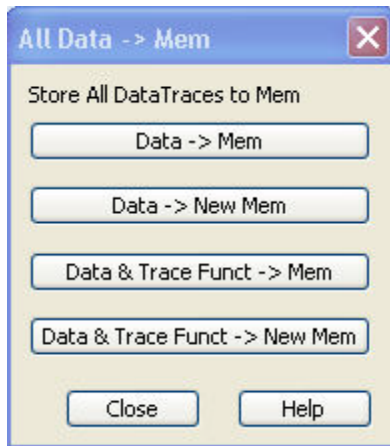 All Data -> Mem
Store All DataTraces to Mem
Data -> Mem
Data -> New Mem
Data & Trace Funct -> Mem
Data & Trace Funct -> New Mem
Close Help